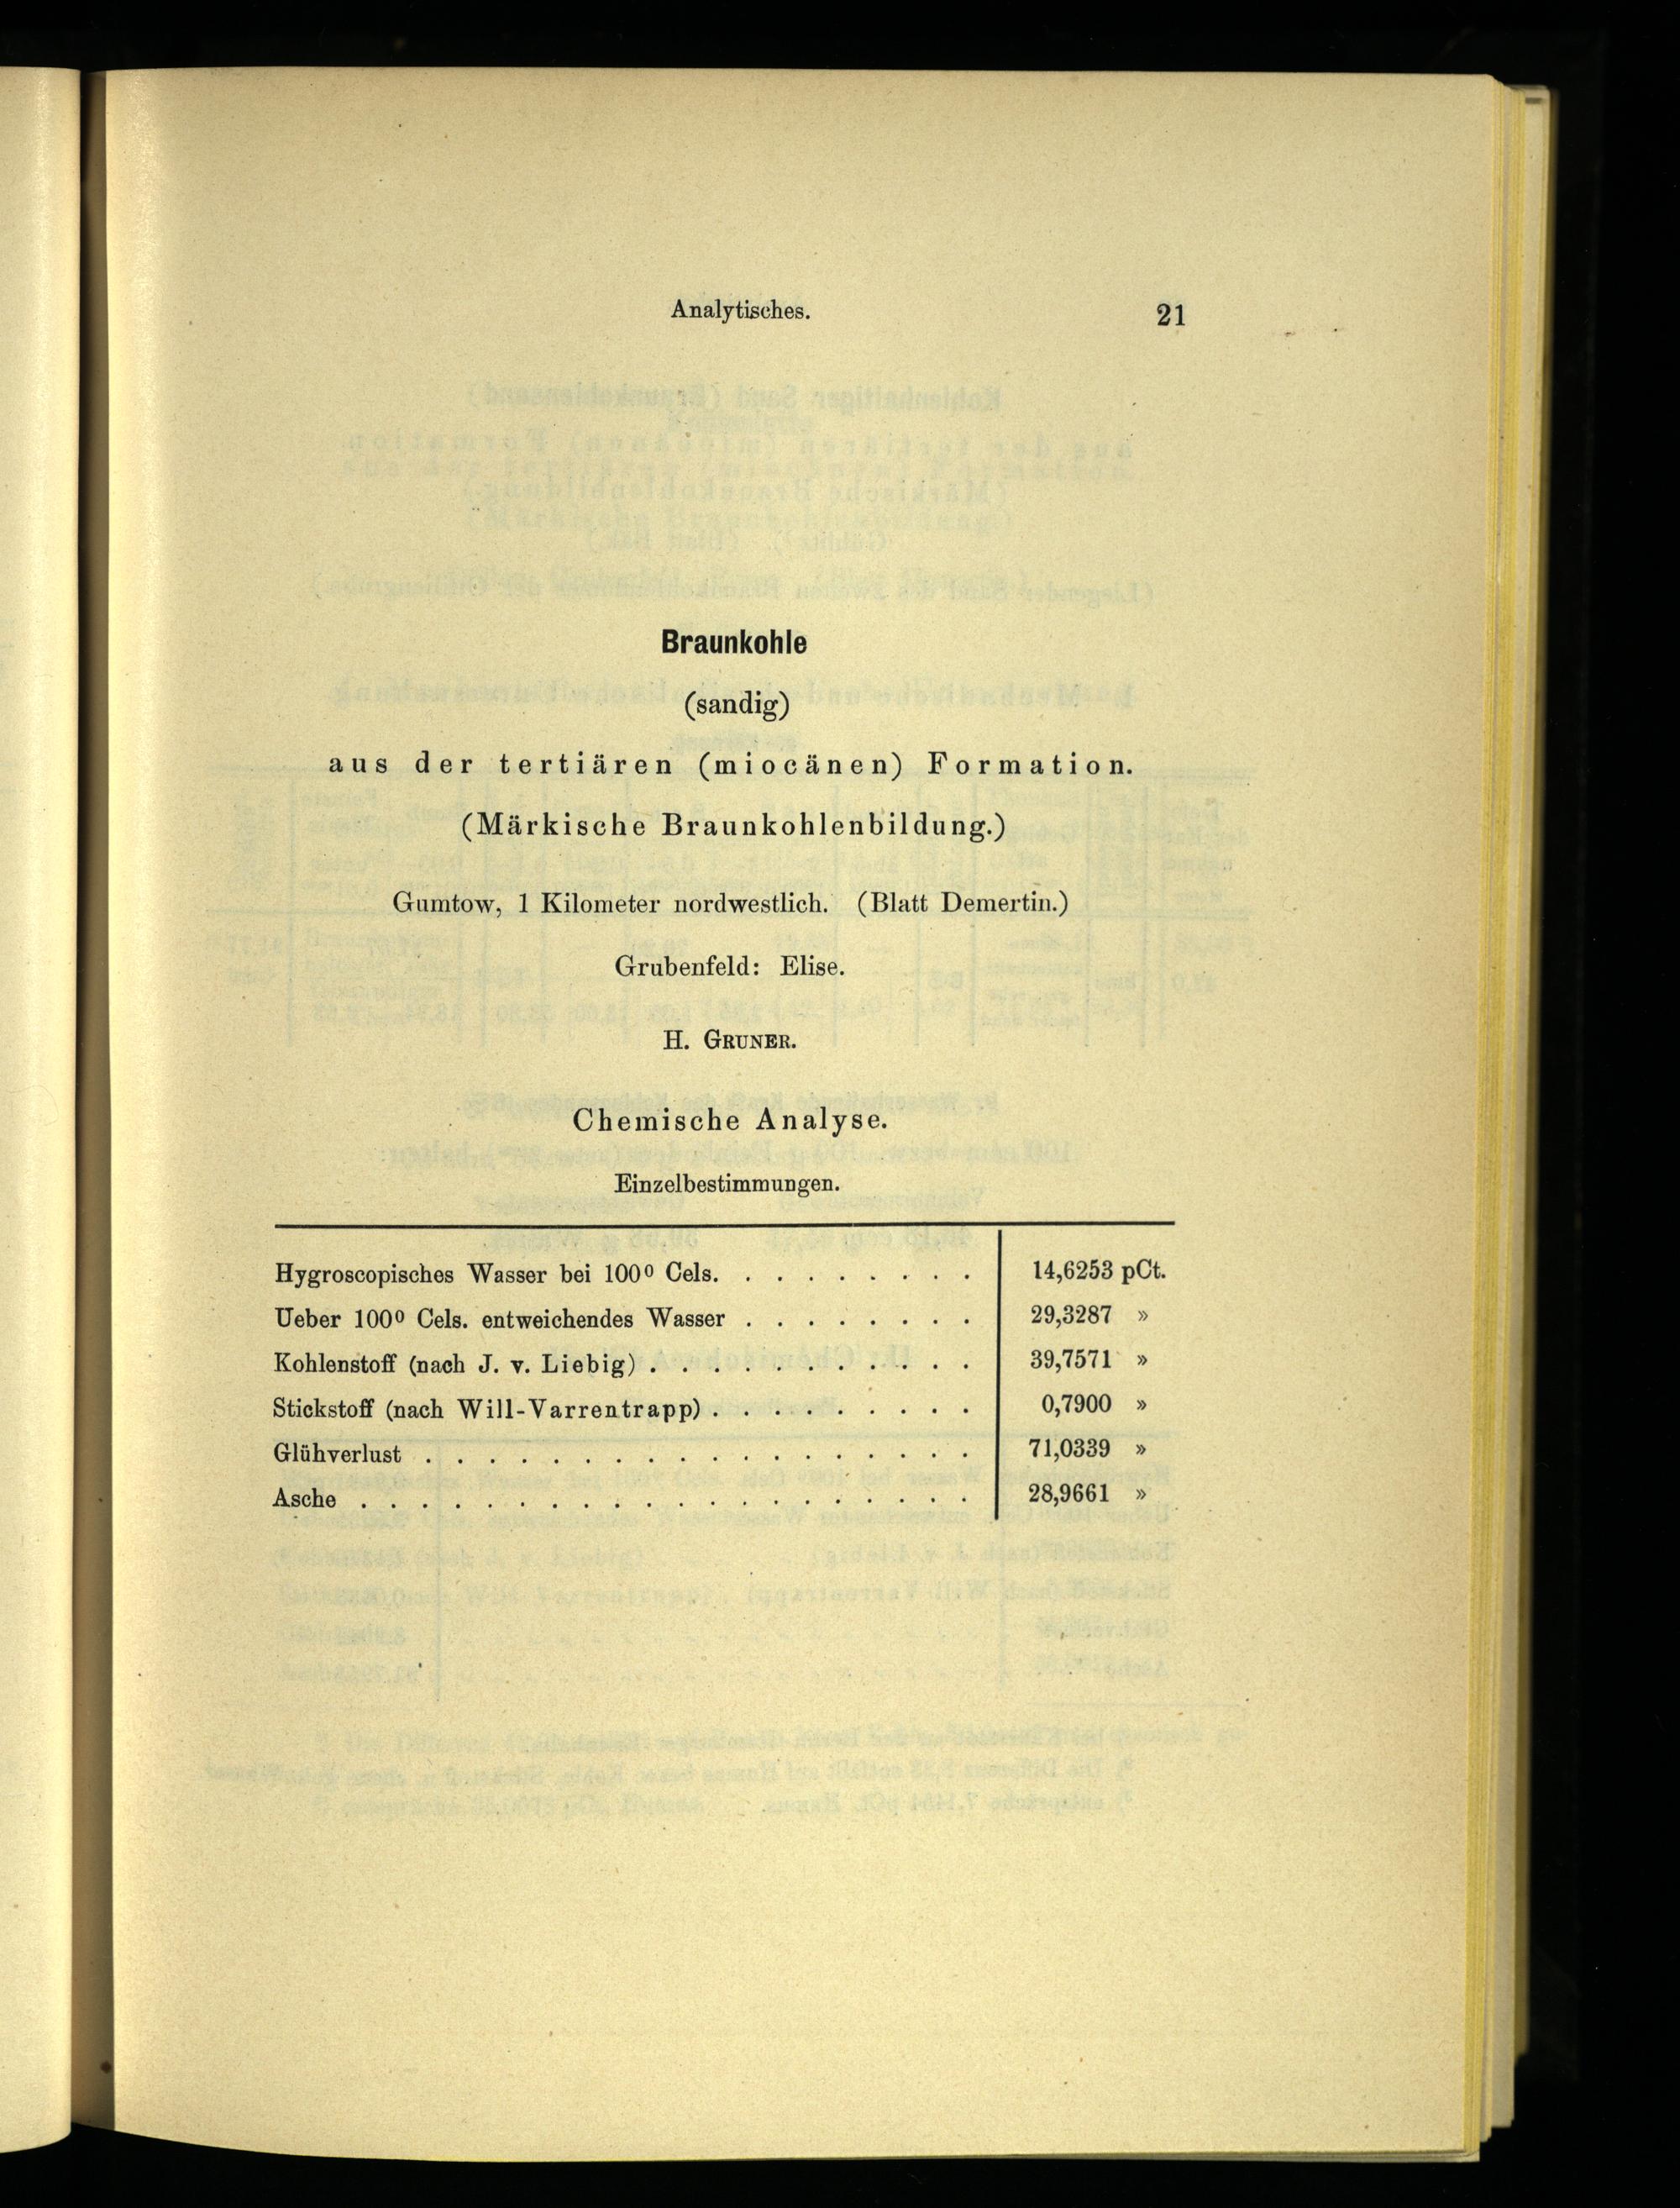 Analytisches. 21
Braunkohle
(sandig)
aus der tertiären (miocänen) Formation.
(Märkische Braunkohlenbildung.)
Gumtow, 1 Kilometer nordwestlich. (Blatt Demertin.)
Grubenfeld: Elise.
H. GRUNER.
Chemische Analyse.
Einzelbestimmungen.
Hygroscopisches Wasser bei 100⁰ Cels. . . . . . . . . 14,6253 pCt.
Ueber 100⁰ Cels. entweichendes Wasser . . . . . . . . 29,3287 »
Kohlenstoff (nach J. v. Liebig) . . . . . . . . . . . 39,7571 »
Stickstoff (nach Will-Varrentrapp) . . . . . . . . . 0,7900 »
Glühverlust . . . . . . . . . . . . . . . . . . 71,0339 »
Asche . . . . . . . . . . . . . . . . . . . . 28,9661 »